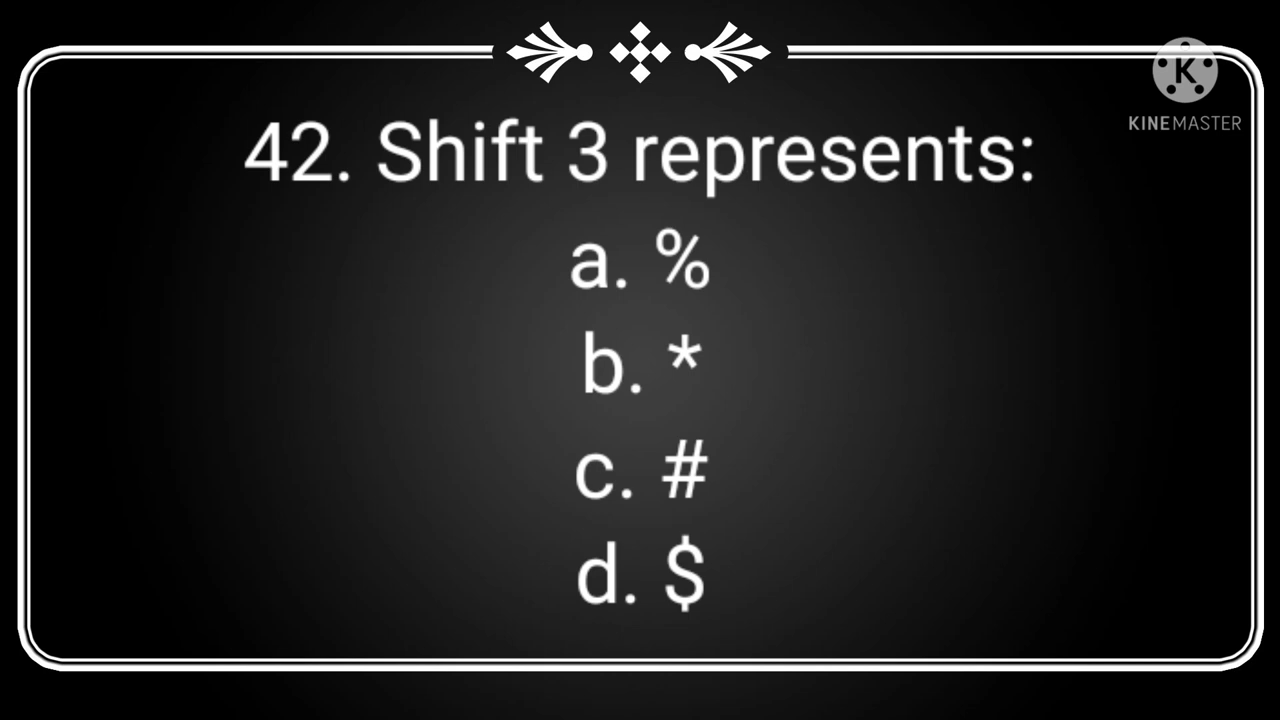 KINEMASTER
42. Shift 3 represents:
a. %
b. *
c. #
d. $